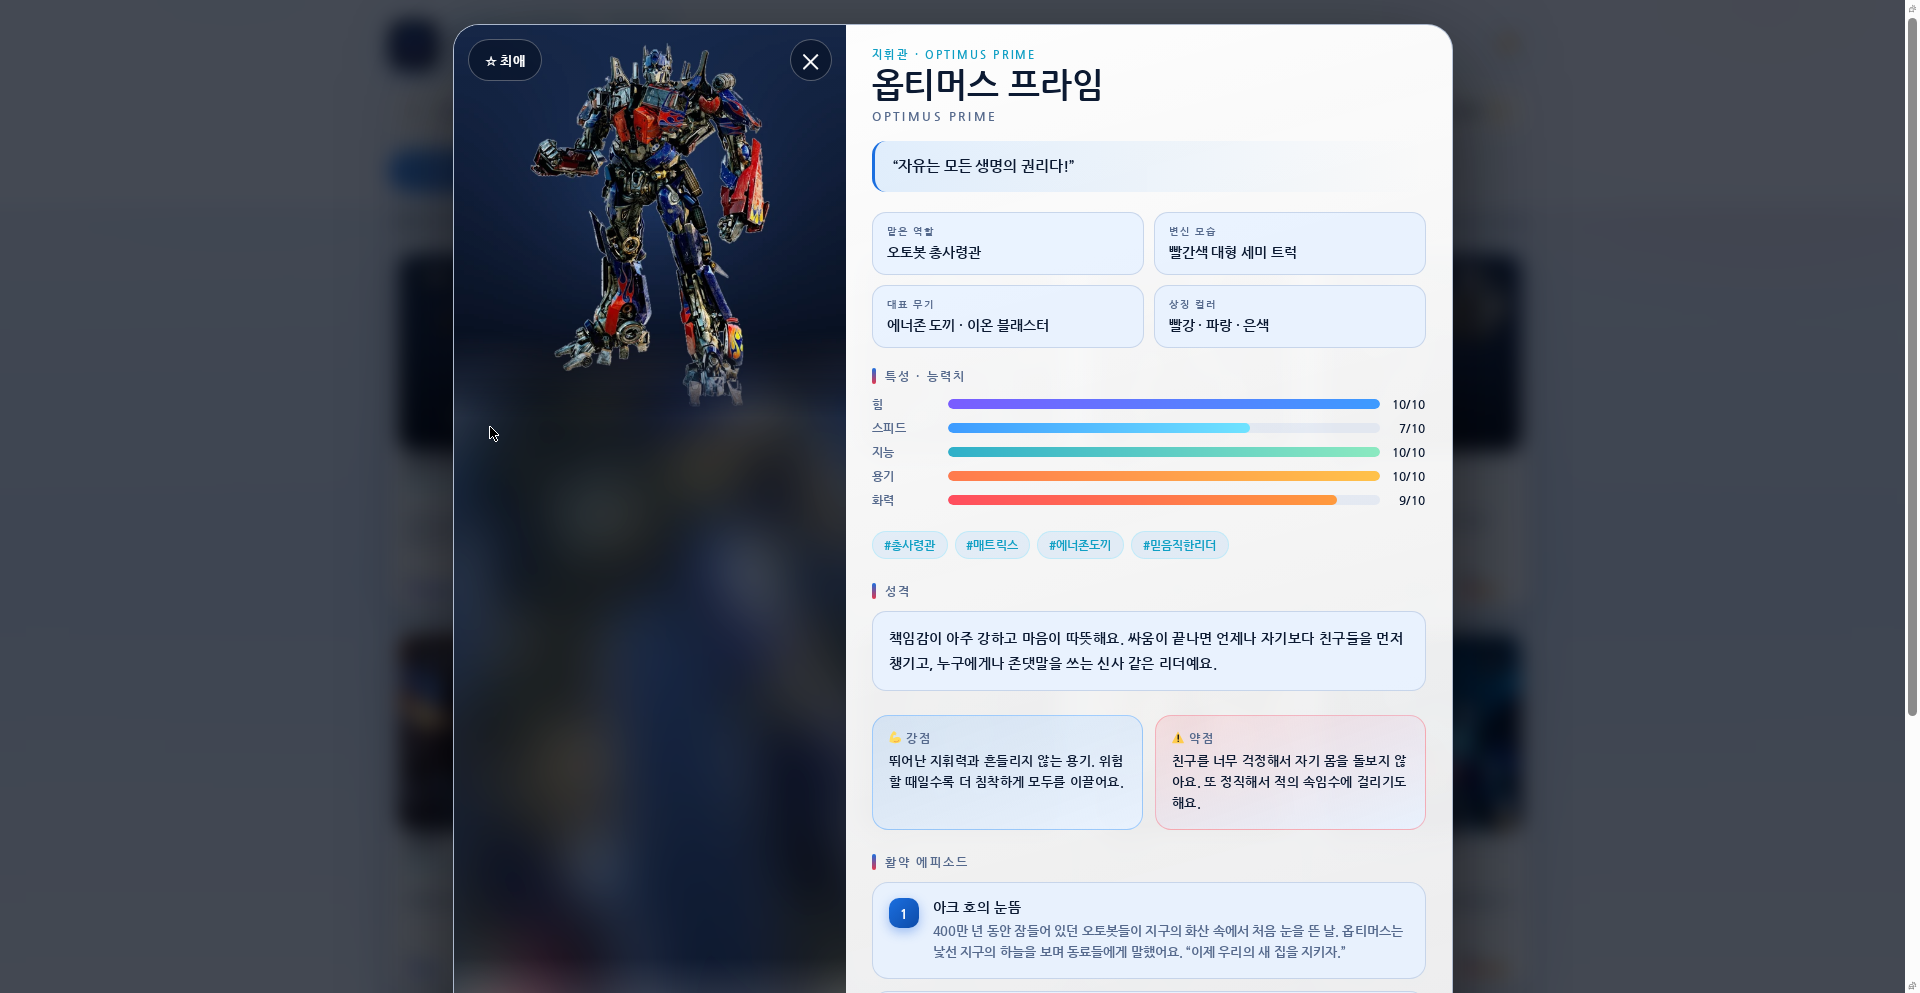 ☆ 최애
지휘관 · OPTIMUS PRIME
옵티머스 프라임
OPTIMUS PRIME
“자유는 모든 생명의 권리다!”
맡은 역할
오토봇 총사령관
변신 모습
빨간색 대형 세미 트럭
대표 무기
에너존 도끼 · 이온 블래스터
상징 컬러
빨강 · 파랑 · 은색
특성 · 능력치
힘 10/10
스피드 7/10
지능 10/10
용기 10/10
화력 9/10
#총사령관 #매트릭스 #에너존도끼 #믿음직한리더
성격
책임감이 아주 강하고 마음이 따뜻해요. 싸움이 끝나면 언제나 자기보다 친구들을 먼저
챙기고, 누구에게나 존댓말을 쓰는 신사 같은 리더예요.
💪 강점
뛰어난 지휘력과 흔들리지 않는 용기. 위험
할 때일수록 더 침착하게 모두를 이끌어요.
⚠️ 약점
친구를 너무 걱정해서 자기 몸을 돌보지 않
아요. 또 정직해서 적의 속임수에 걸리기도
해요.
활약 에피소드
1
아크 호의 눈뜸
400만 년 동안 잠들어 있던 오토봇들이 지구의 화산 속에서 처음 눈을 뜬 날. 옵티머스는
낯선 지구의 하늘을 보며 동료들에게 말했어요. “이제 우리의 새 집을 지키자.”